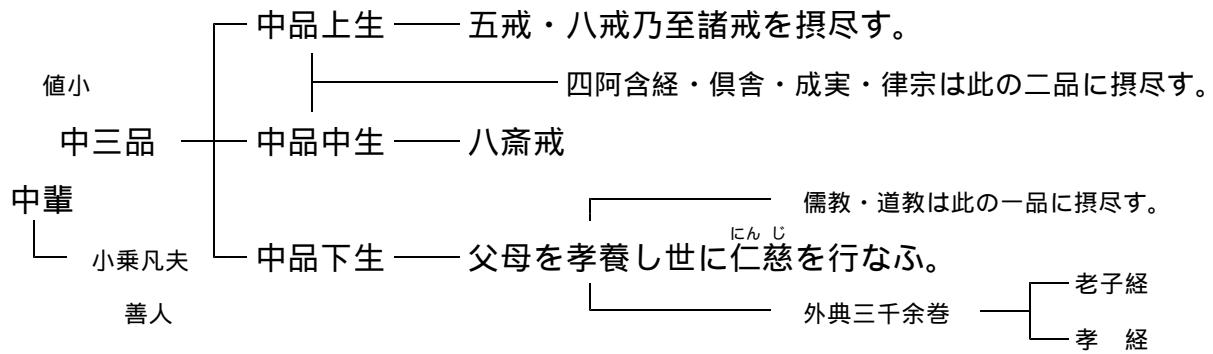 中品上生 五戒・八戒乃至諸戒を摂尽す。
値小
四阿含経・倶舎・成実・律宗は此の二品に摂尽す。
中三品 中品中生 八斎戒
中輩
儒教・道教は此の一品に摂尽す。
にん じ
小乗凡夫 中品下生 父母を孝養し世に仁慈を行なふ。
善人
外典三千余巻
老子経
孝 経